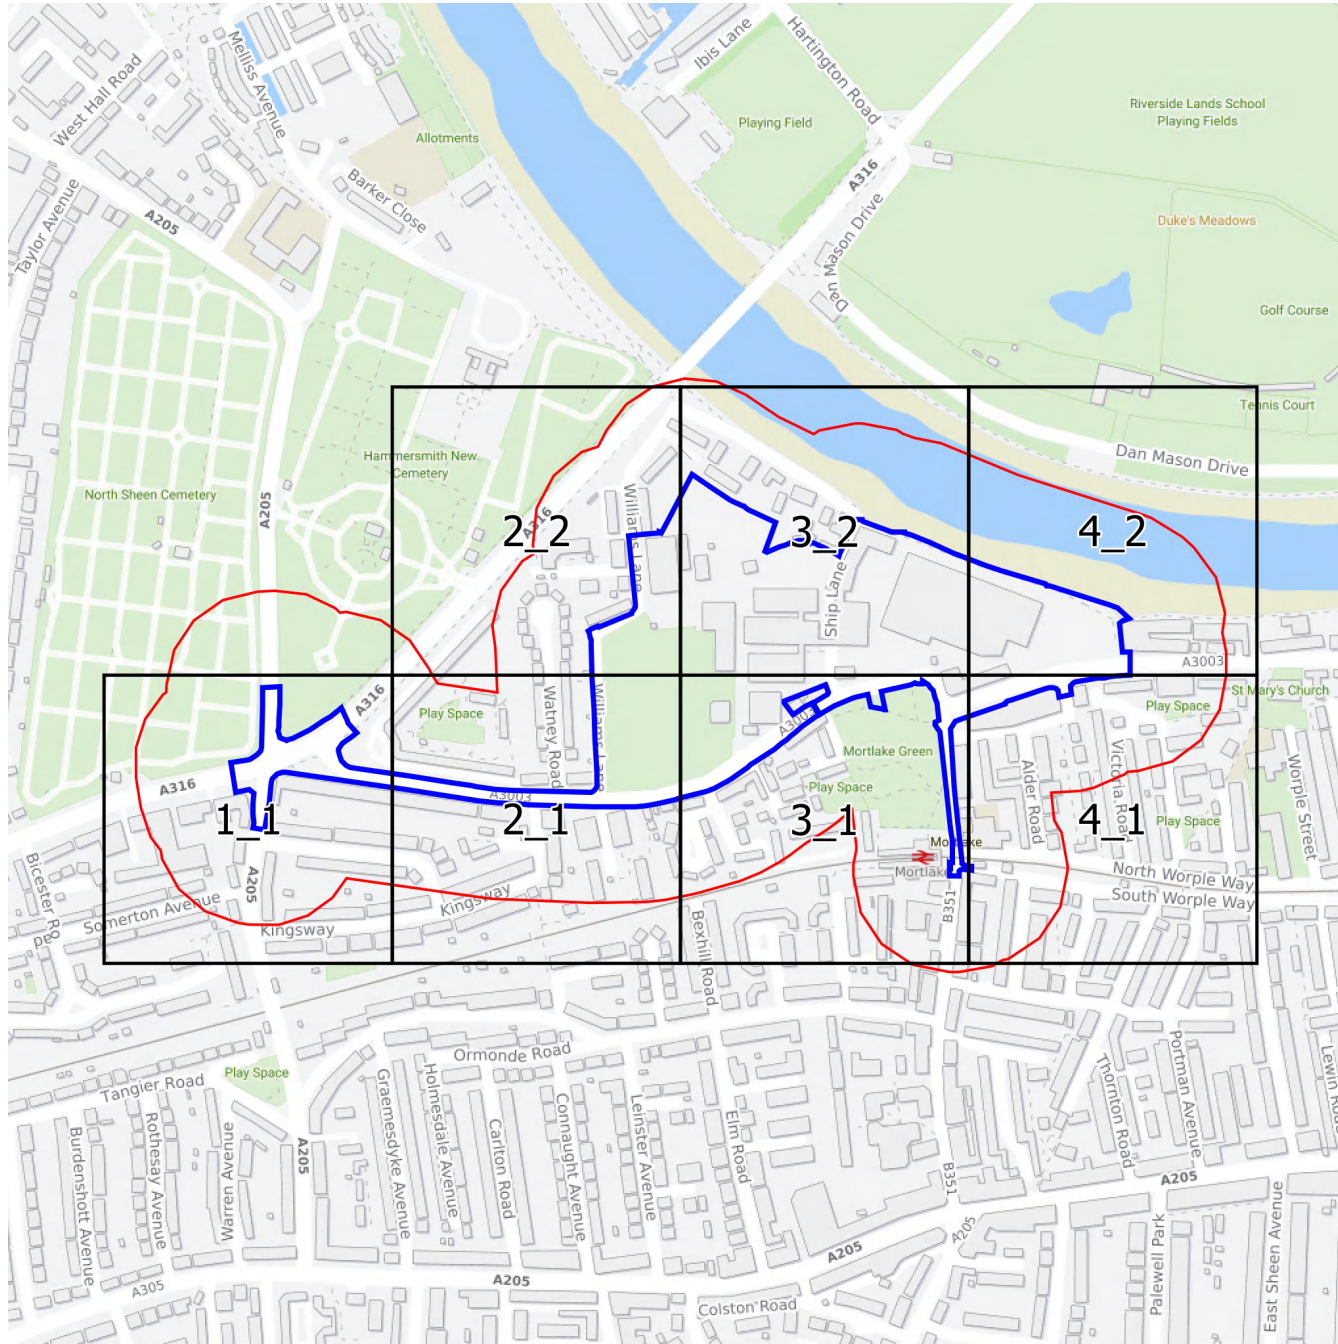 Ibis Lane
Hartington Road
Melliss Avenue
West Hall Road
Riverside Lands School
Playing Fields
Playing Field
Allotments
A316
Barker Close
Taylor Avenue
A205
Duke's Meadows
Dan Mason Drive
Golf Course
Tennis Court
Dan Mason Drive
Hammersmith New
Cemetery
North Sheen Cemetery
A205
Williams Lane
A316
2_2
3_2
4_2
Ship Lane
A3003
St Mary's Church
A316
Play Space
Watney Road
Williams Lane
A3003
Play Space
Mortlake Green
Victoria Road
Alder Road
Worple Street
A316
A3003
Play Space
1_1
2_1
3_1
4_1
Play Space
Mortlake
Mortlake
Bicester Road
A205
North Worple Way
South Worple Way
Somerton Avenue
Kingsway
Kingsway
B351
Bexhill Road
Ormonde Road
Play Space
Tangier Road
Graemesdyke Avenue
Holmesdale Avenue
Carlton Road
Connaught Avenue
Leinster Avenue
Elm Road
Thornton Road
Portman Avenue
Burdenshott Avenue
Rothesay Avenue
Warren Avenue
A205
B351
A205
A205
A205
A205
A305
Colston Road
Palewell Park
East Sheen Avenue